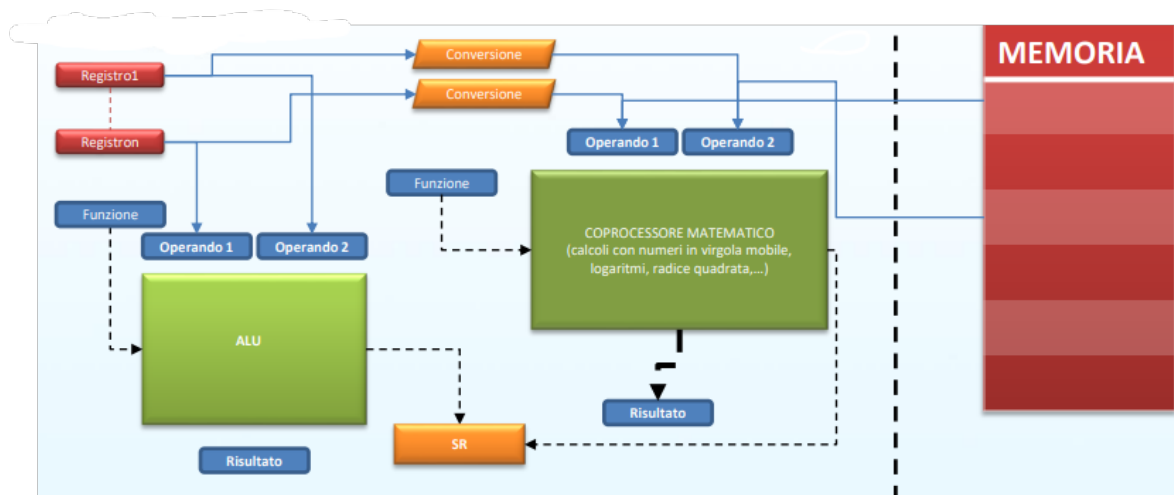 Conversione
MEMORIA
Registro1
Conversione
Registron
Operando 1
Operando 2
Funzione
Funzione
Operando 1
Operando 2
COPROCESSORE MATEMATICO
(calcoli con numeri in virgola mobile,
logaritmi, radice quadrata,...)
ALU
Risultato
SR
Risultato